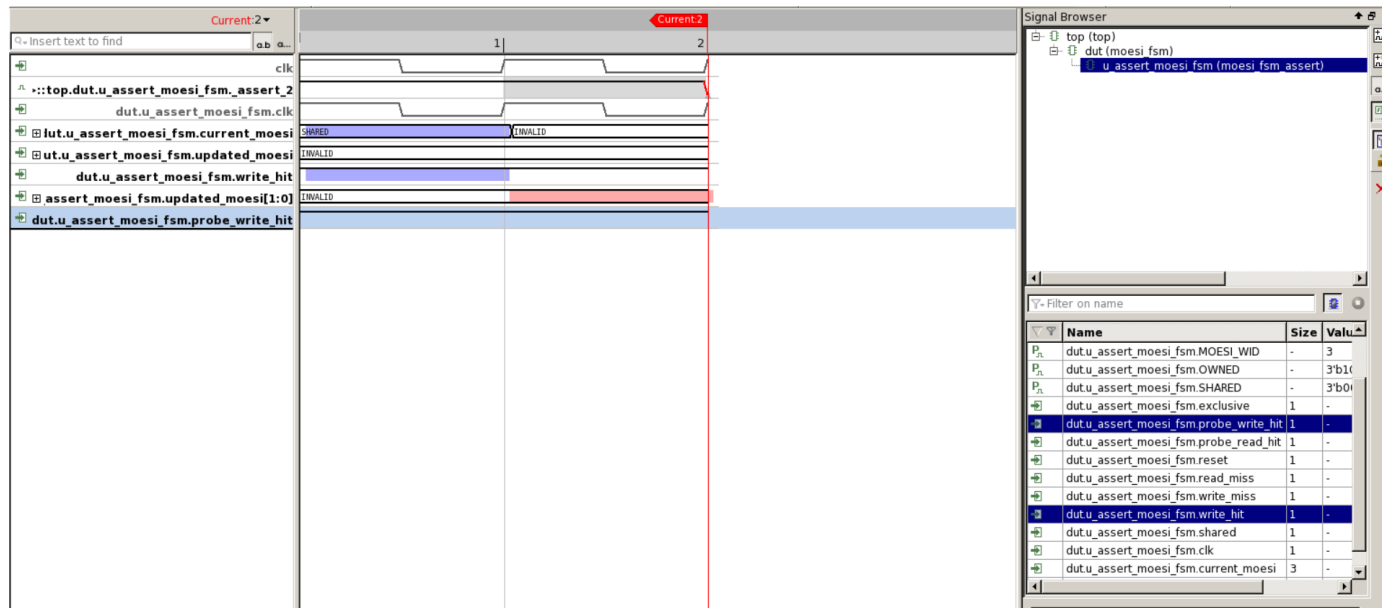 Current:2▾
Insert text to find
a.b a...
Current:2
1
2
clk
::top.dut.u_assert_moesi_fsm._assert_2
dut.u_assert_moesi_fsm.clk
lut.u_assert_moesi_fsm.current_moesi
SHARED
INVALID
ut.u_assert_moesi_fsm.updated_moesi
INVALID
dut.u_assert_moesi_fsm.write_hit
assert_moesi_fsm.updated_moesi[1:0]
INVALID
dut.u_assert_moesi_fsm.probe_write_hit
Signal Browser
top (top)
dut (moesi_fsm)
u_assert_moesi_fsm (moesi_fsm_assert)
Filter on name
Name Size Valu
dut.u_assert_moesi_fsm.MOESI_WID - 3
dut.u_assert_moesi_fsm.OWNED - 3'b1(
dut.u_assert_moesi_fsm.SHARED - 3'b0(
dut.u_assert_moesi_fsm.exclusive 1 -
dut.u_assert_moesi_fsm.probe_write_hit 1 -
dut.u_assert_moesi_fsm.probe_read_hit 1 -
dut.u_assert_moesi_fsm.reset 1 -
dut.u_assert_moesi_fsm.read_miss 1 -
dut.u_assert_moesi_fsm.write_miss 1 -
dut.u_assert_moesi_fsm.write_hit 1 -
dut.u_assert_moesi_fsm.shared 1 -
dut.u_assert_moesi_fsm.clk 1 -
dut.u_assert_moesi_fsm.current_moesi 3 -